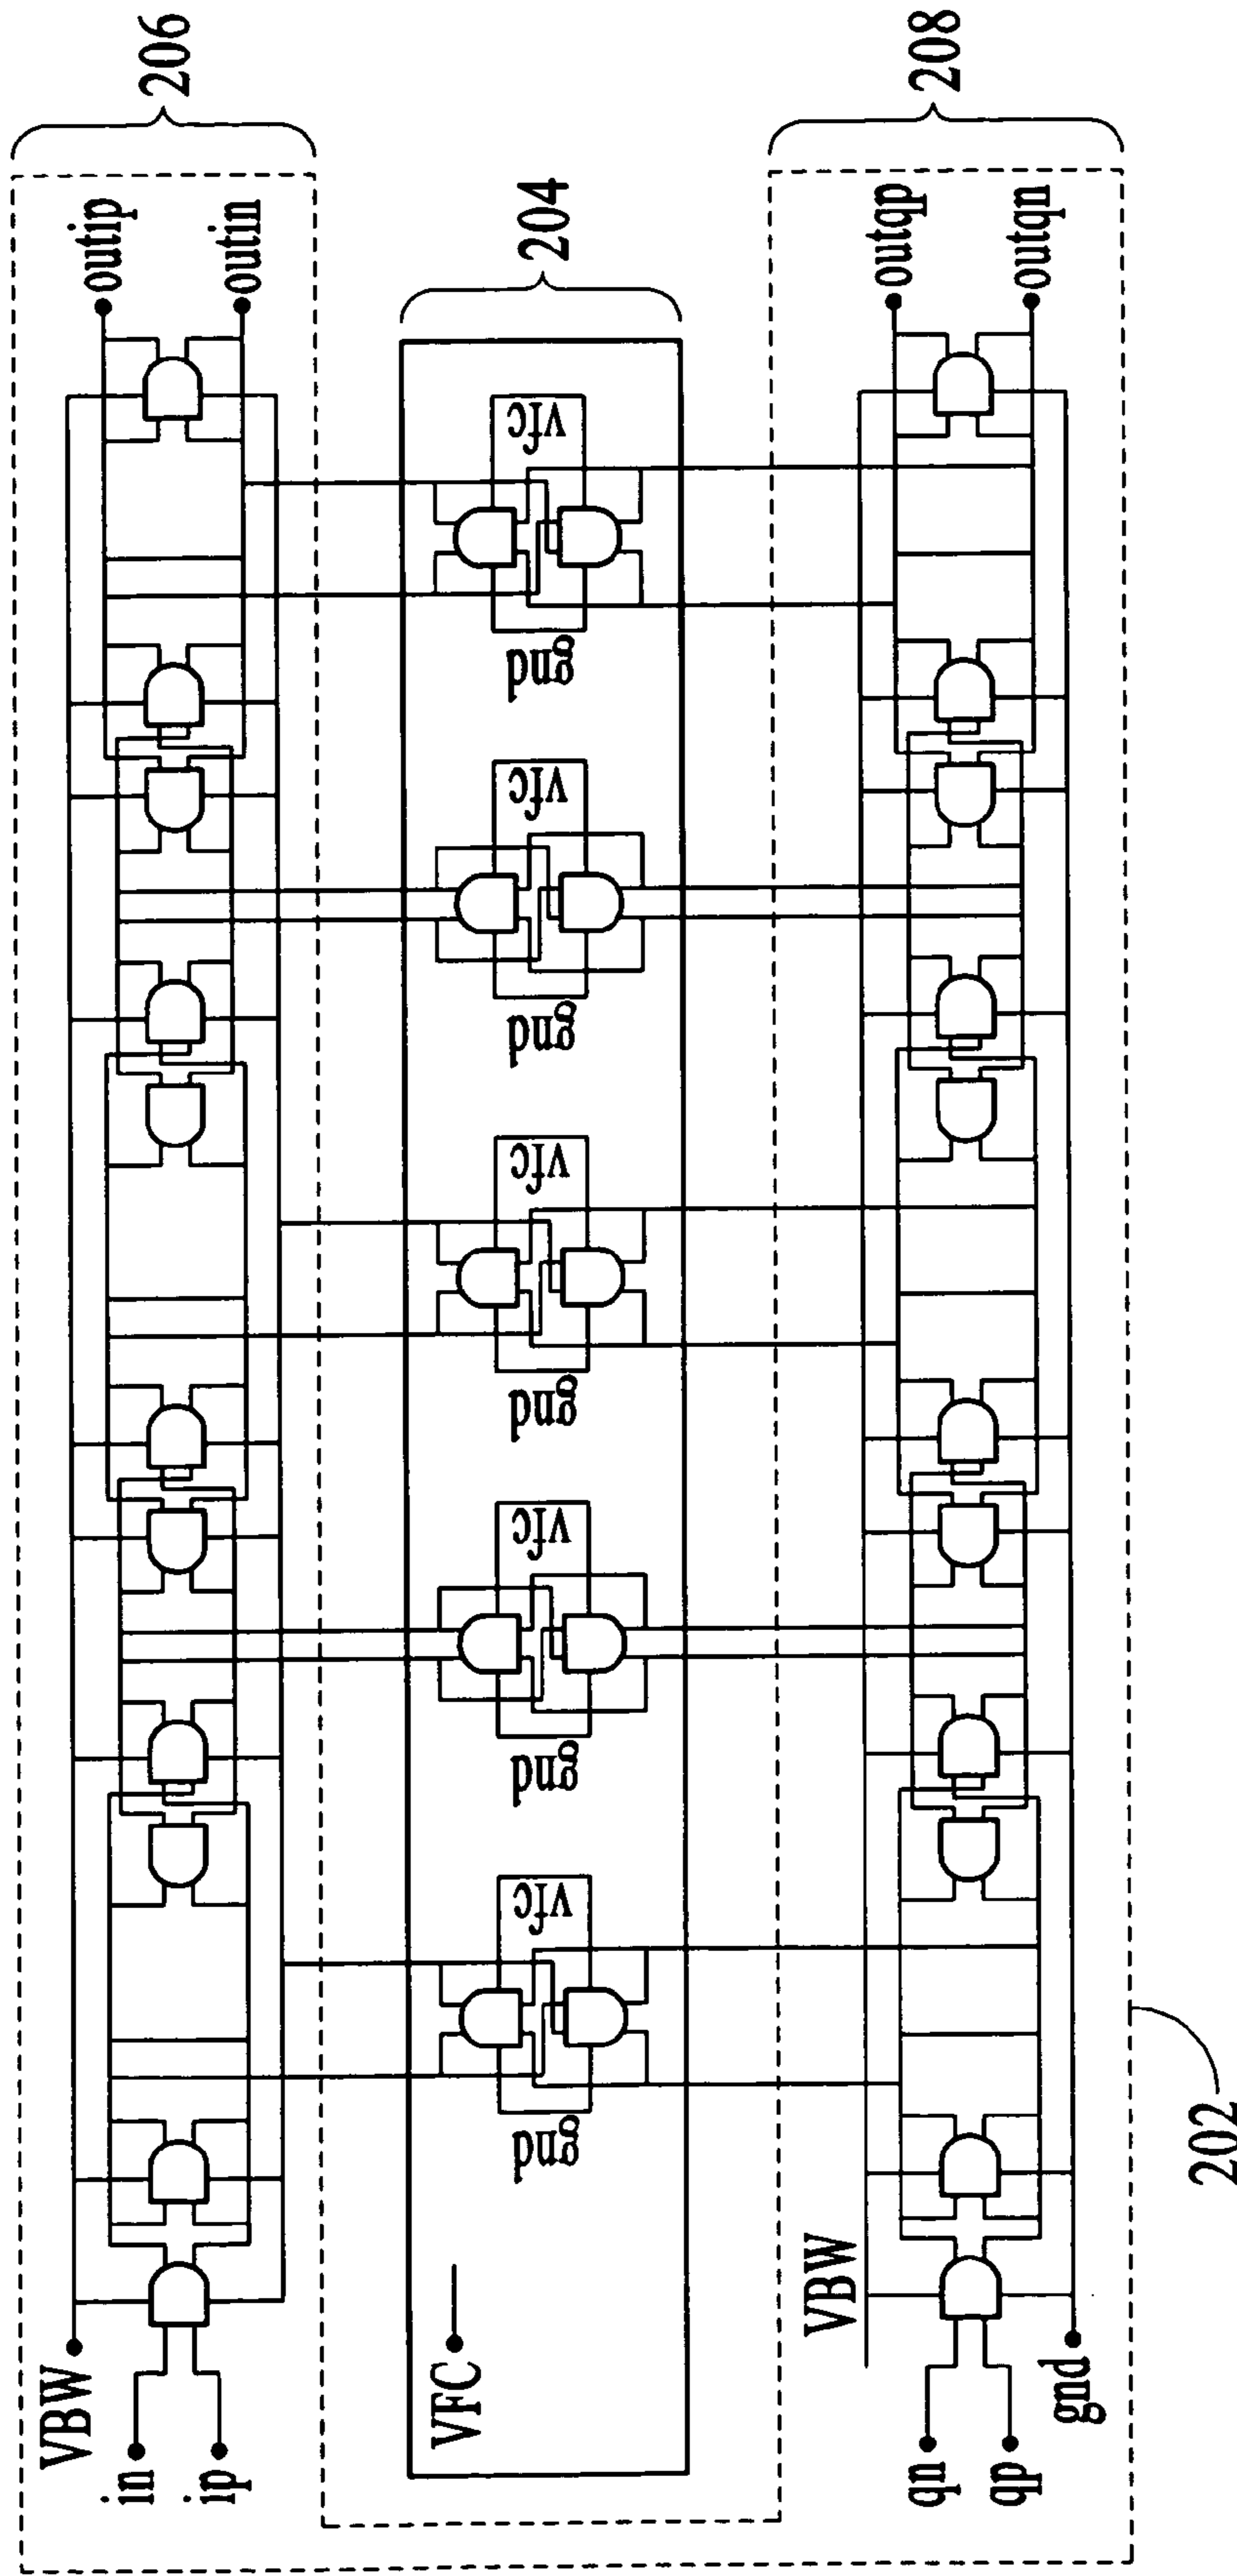 206
outip
outin
VBW
in
ip
204
vfc
vfc
vfc
vfc
vfc
gnd
gnd
gnd
gnd
gnd
VFC
208
outqp
outqn
VBW
qn
qp
gnd
202